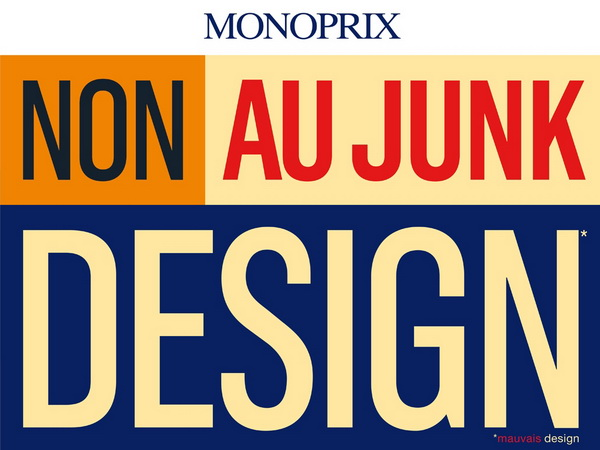 MONOPRIX
NON AU JUNK
DESIGN*
*mauvais design